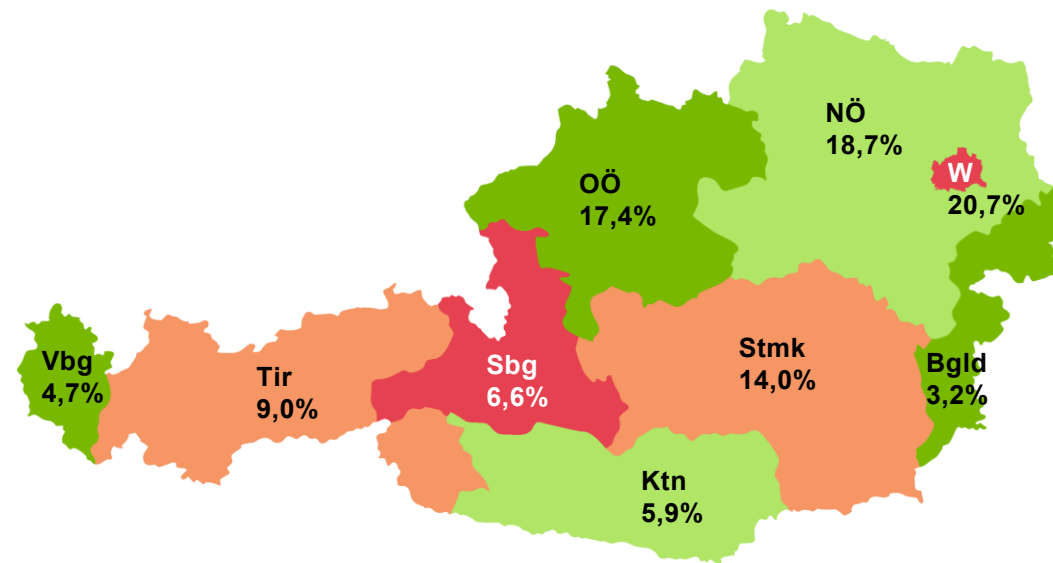 NÖ
18,7%
W
20,7%
OÖ
17,4%
Vbg
4,7%
Tir
9,0%
Sbg
6,6%
Stmk
14,0%
Bgld
3,2%
Ktn
5,9%